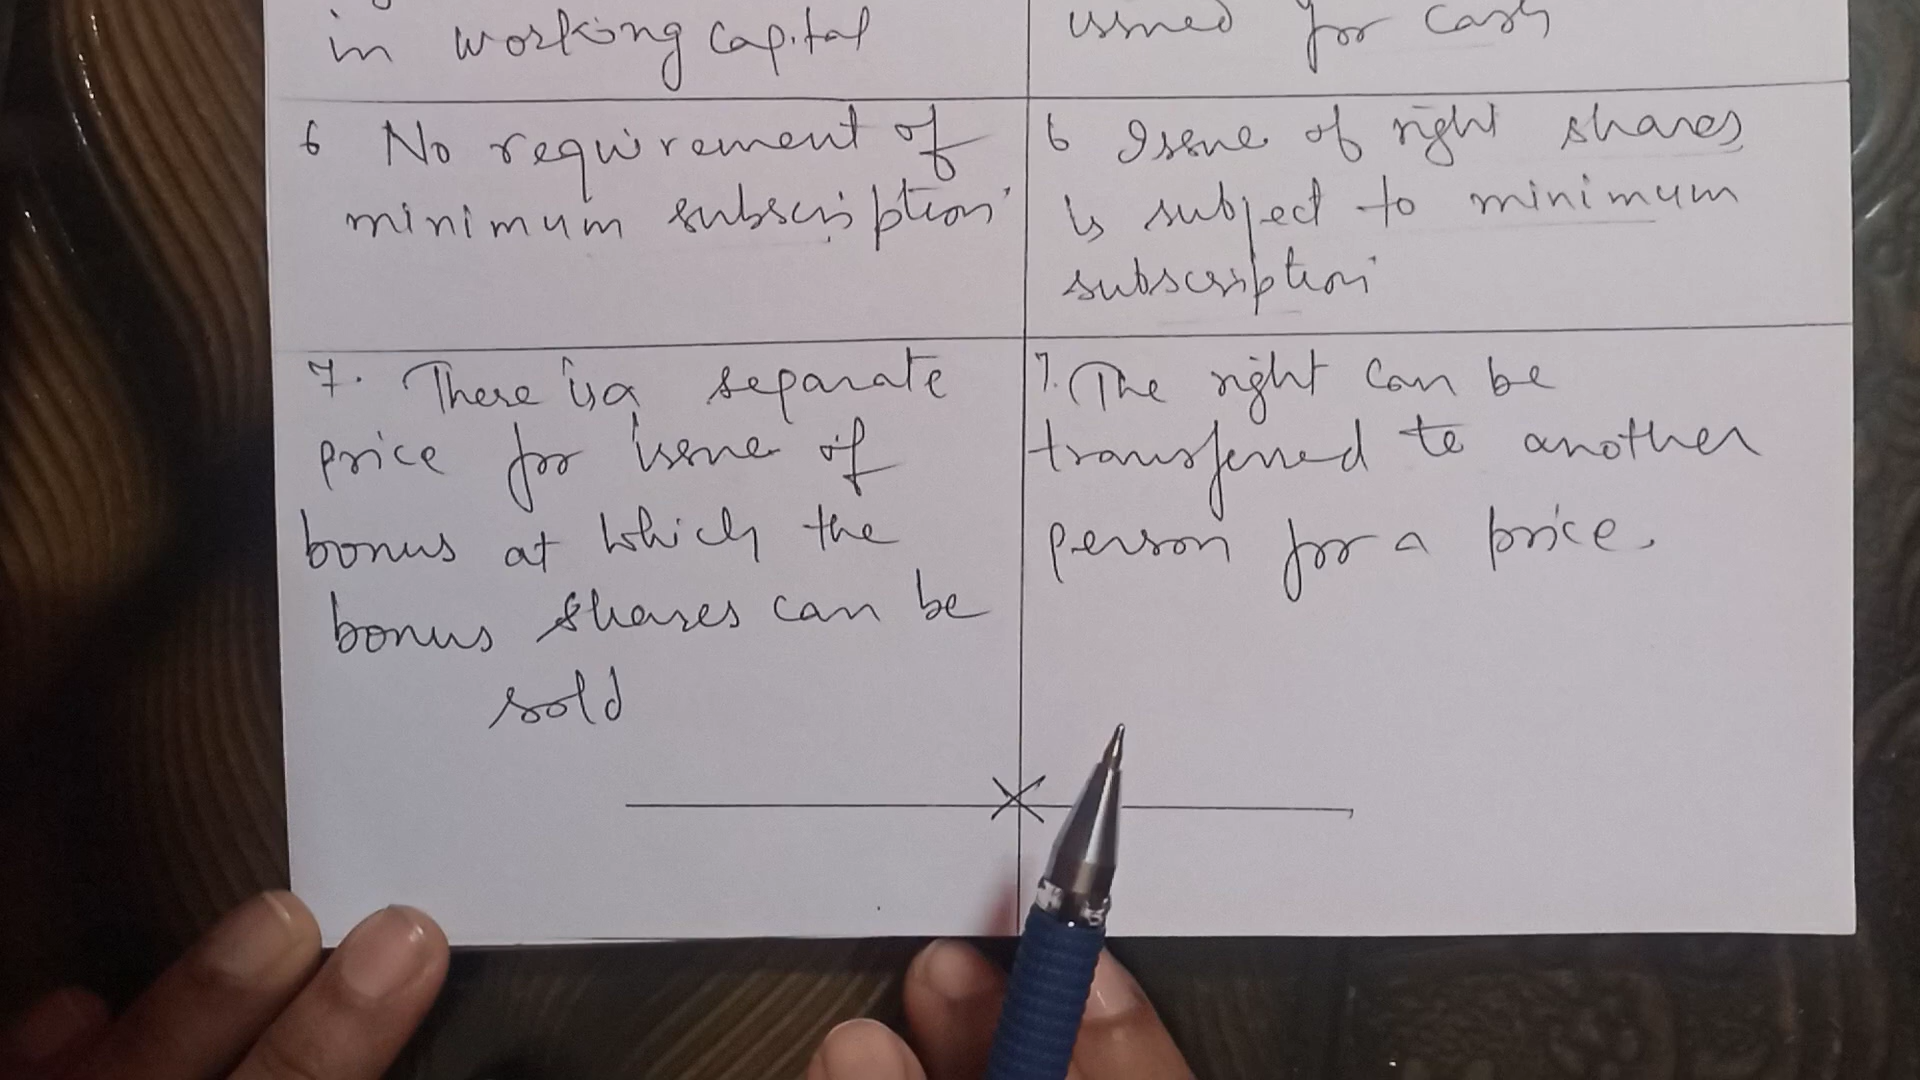 in working capital
issued for cash
6 No requirement of
minimum subscription
6 Issue of right shares
is subject to minimum
subscription
7. There is a separate
price for issue of
bonus at which the
bonus shares can be
sold
7. The right can be
transferred to another
person for a price.